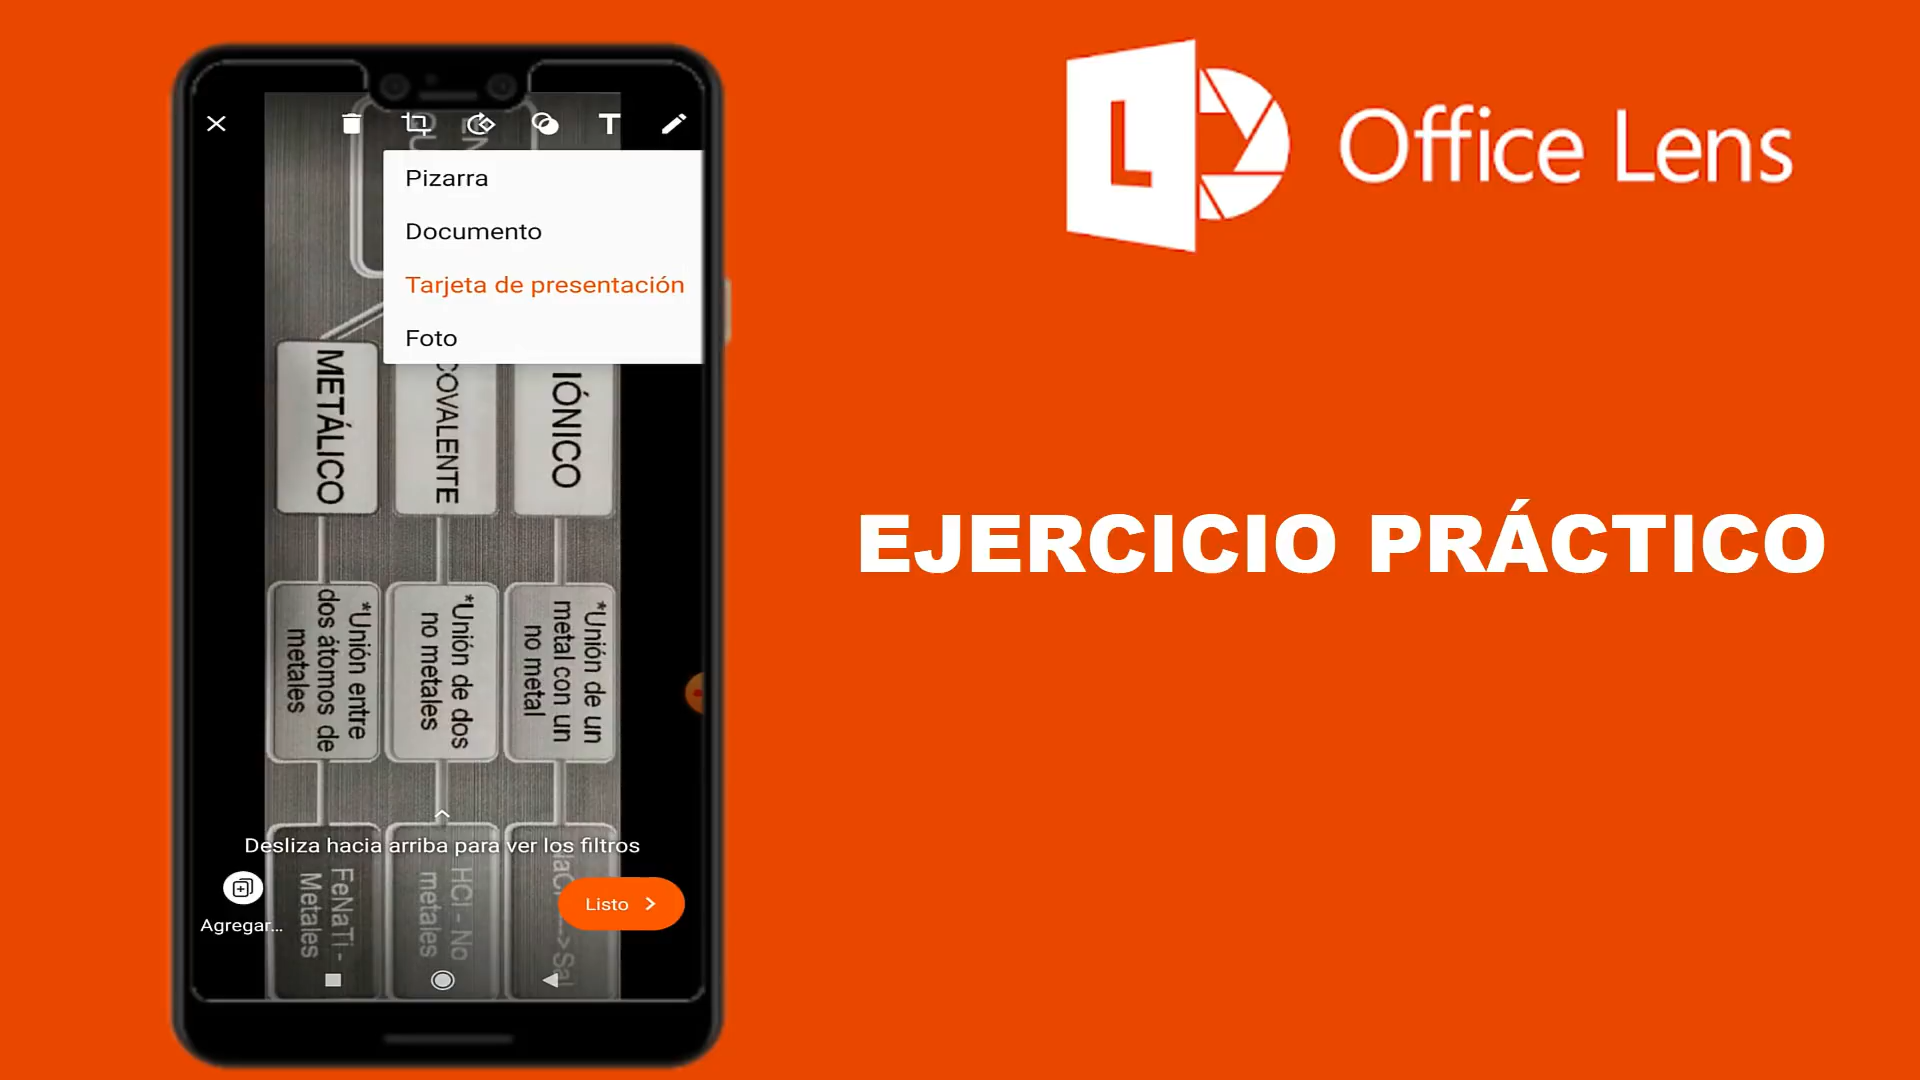 L
Office Lens
EJERCICIO PRÁCTICO
Pizarra
Documento
Tarjeta de presentación
Foto
METÁLICO
COVALENTE
IÓNICO
*Unión entre
dos átomos de
metales
*Unión de dos
no metales
*Unión de un
metal con un
no metal
Desliza hacia arriba para ver los filtros
FeNaTi -
Metales
HCl - No
metales
Agregar...
Listo